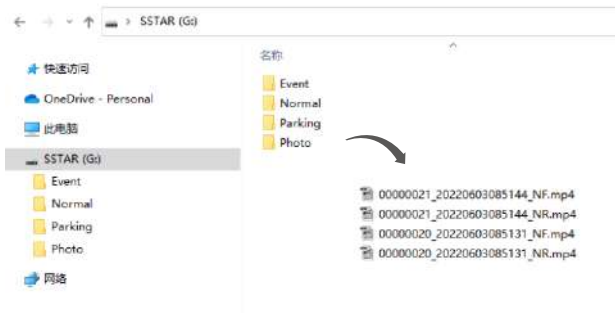 SSTAR (G:)
快速访问
OneDrive - Personal
此电脑
SSTAR (G:)
Event
Normal
Parking
Photo
网络
名称
Event
Normal
Parking
Photo
00000021_20220603085144_NF.mp4
00000021_20220603085144_NR.mp4
00000020_20220603085131_NF.mp4
00000020_20220603085131_NR.mp4